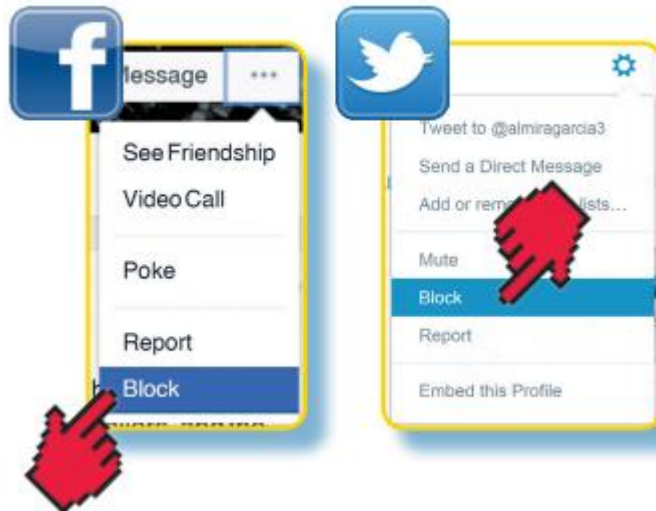 f
Message
...
See Friendship
Video Call
Poke
Report
Block
Tweet to @almiragarcia3
Send a Direct Message
Add or lists...
Mute
Block
Report
Embed this Profile